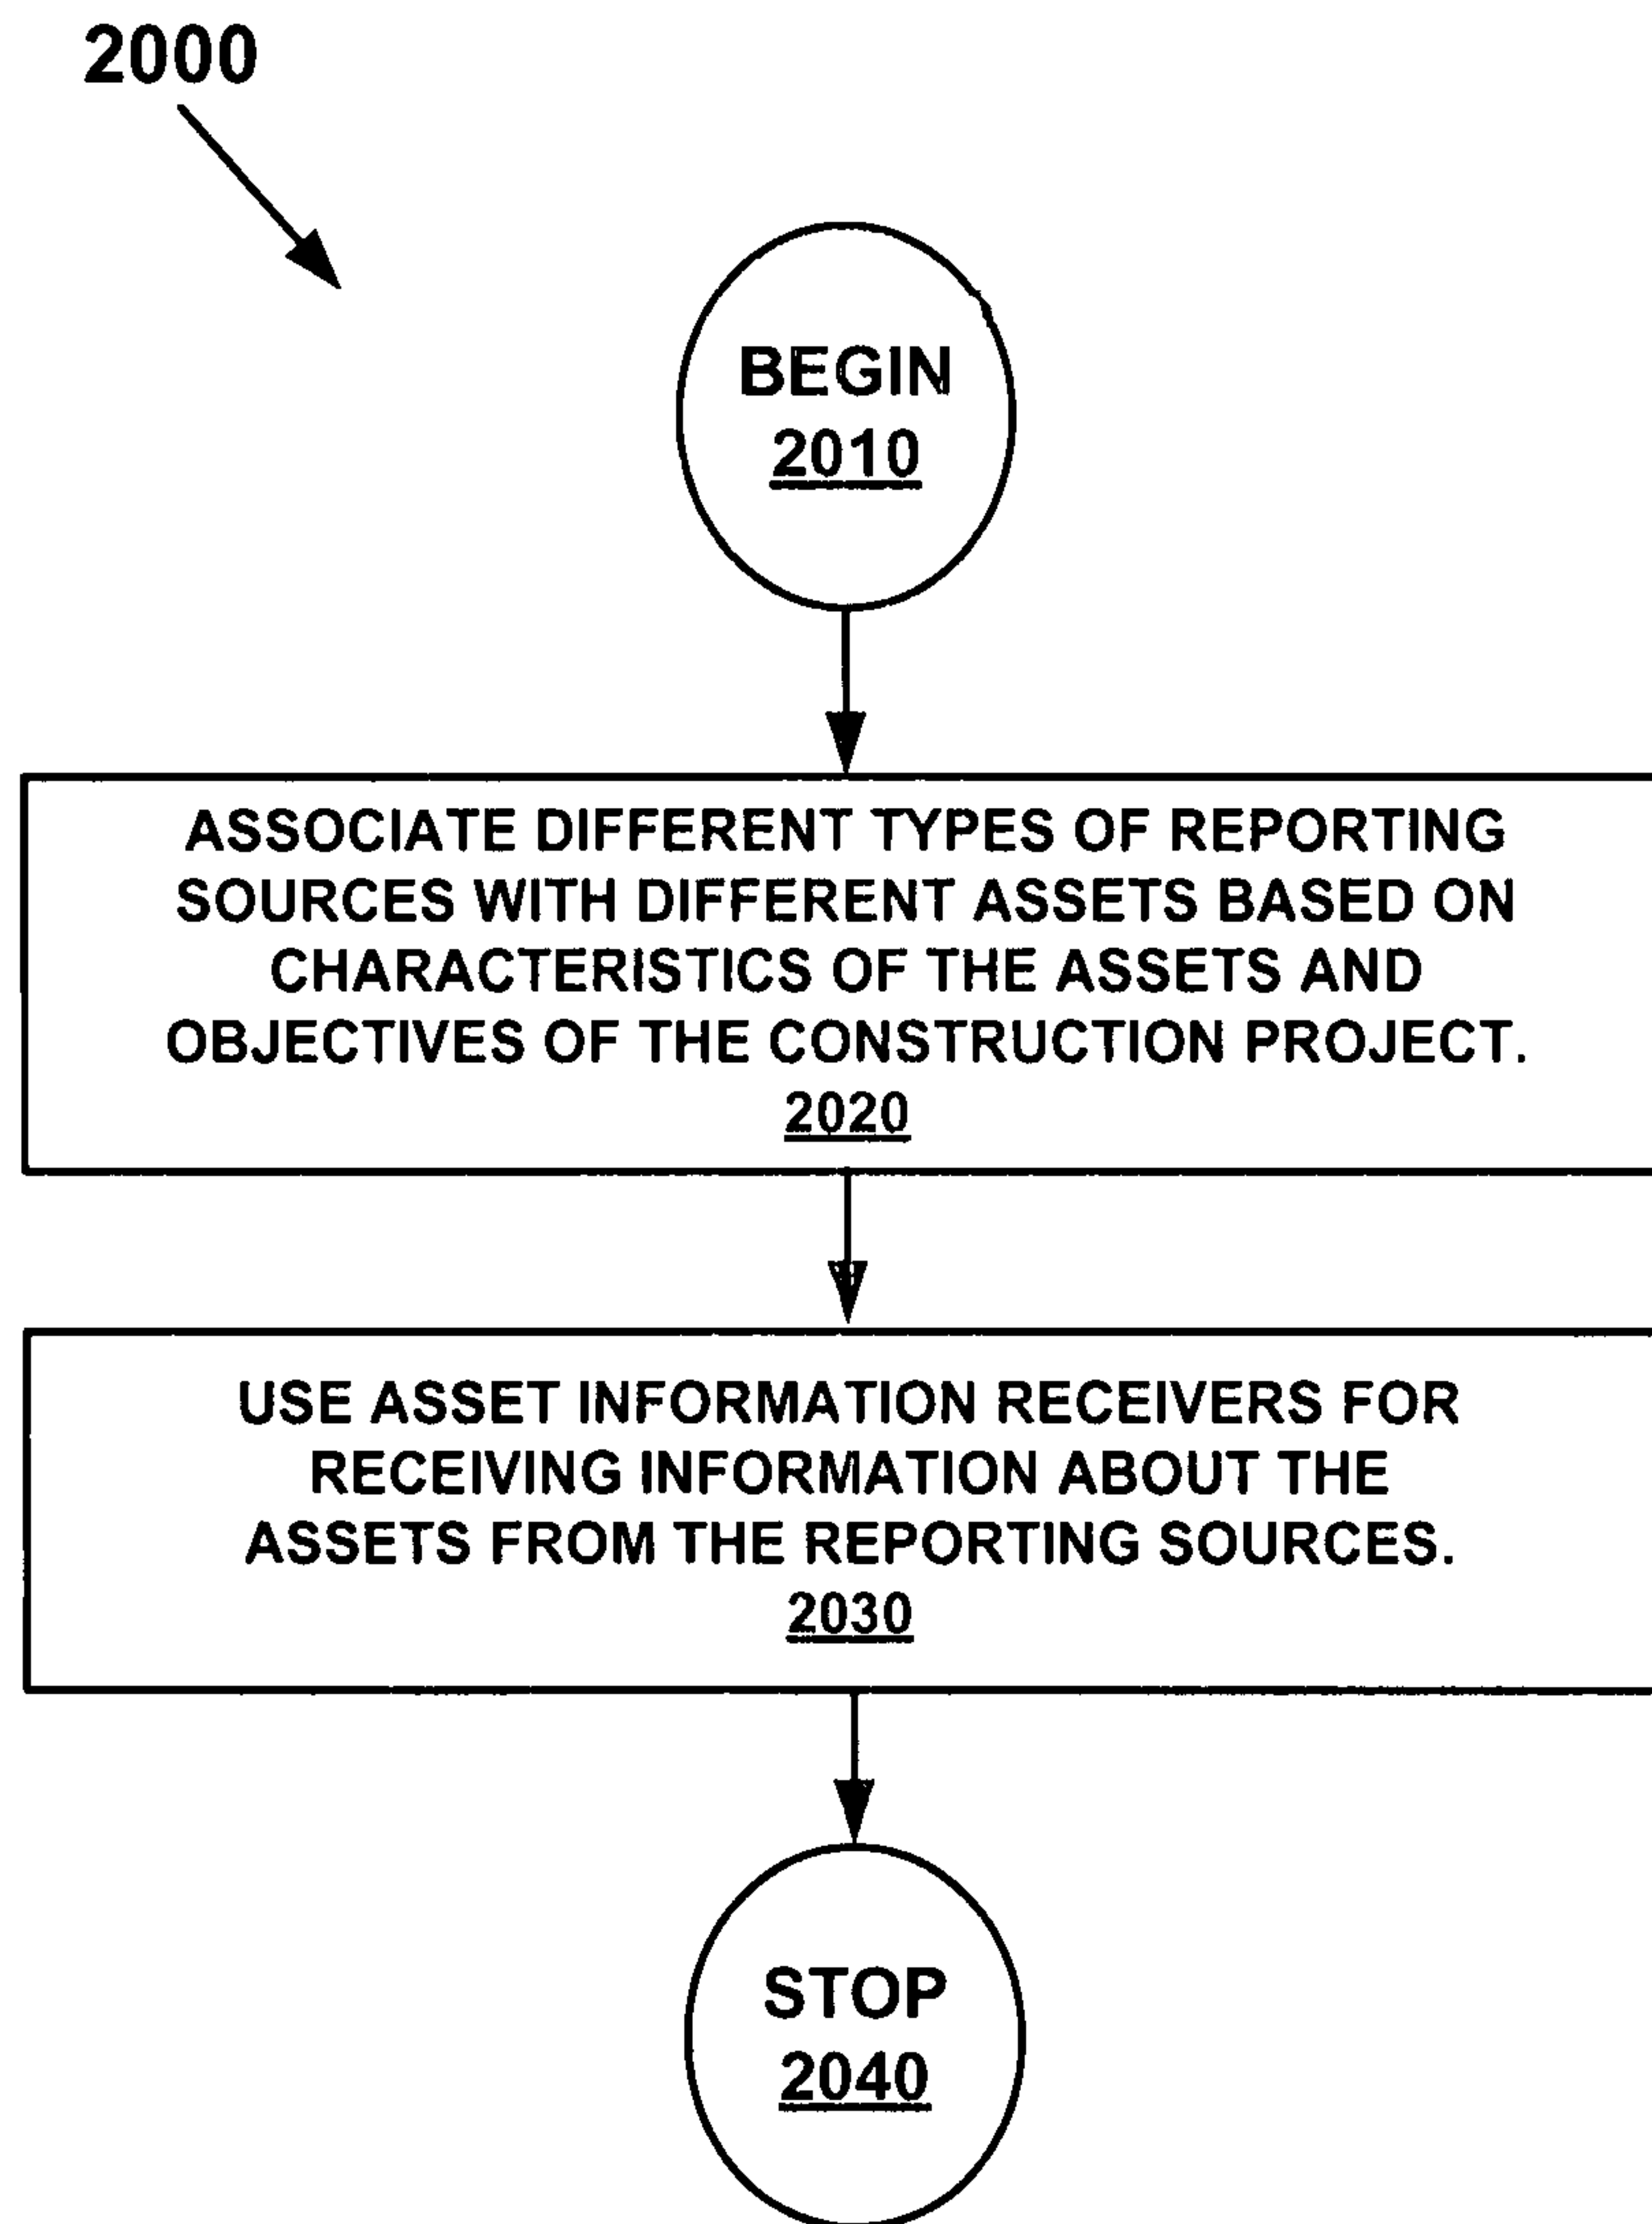 2000
BEGIN
2010
ASSOCIATE DIFFERENT TYPES OF REPORTING
SOURCES WITH DIFFERENT ASSETS BASED ON
CHARACTERISTICS OF THE ASSETS AND
OBJECTIVES OF THE CONSTRUCTION PROJECT.
2020
USE ASSET INFORMATION RECEIVERS FOR
RECEIVING INFORMATION ABOUT THE
ASSETS FROM THE REPORTING SOURCES.
2030
STOP
2040